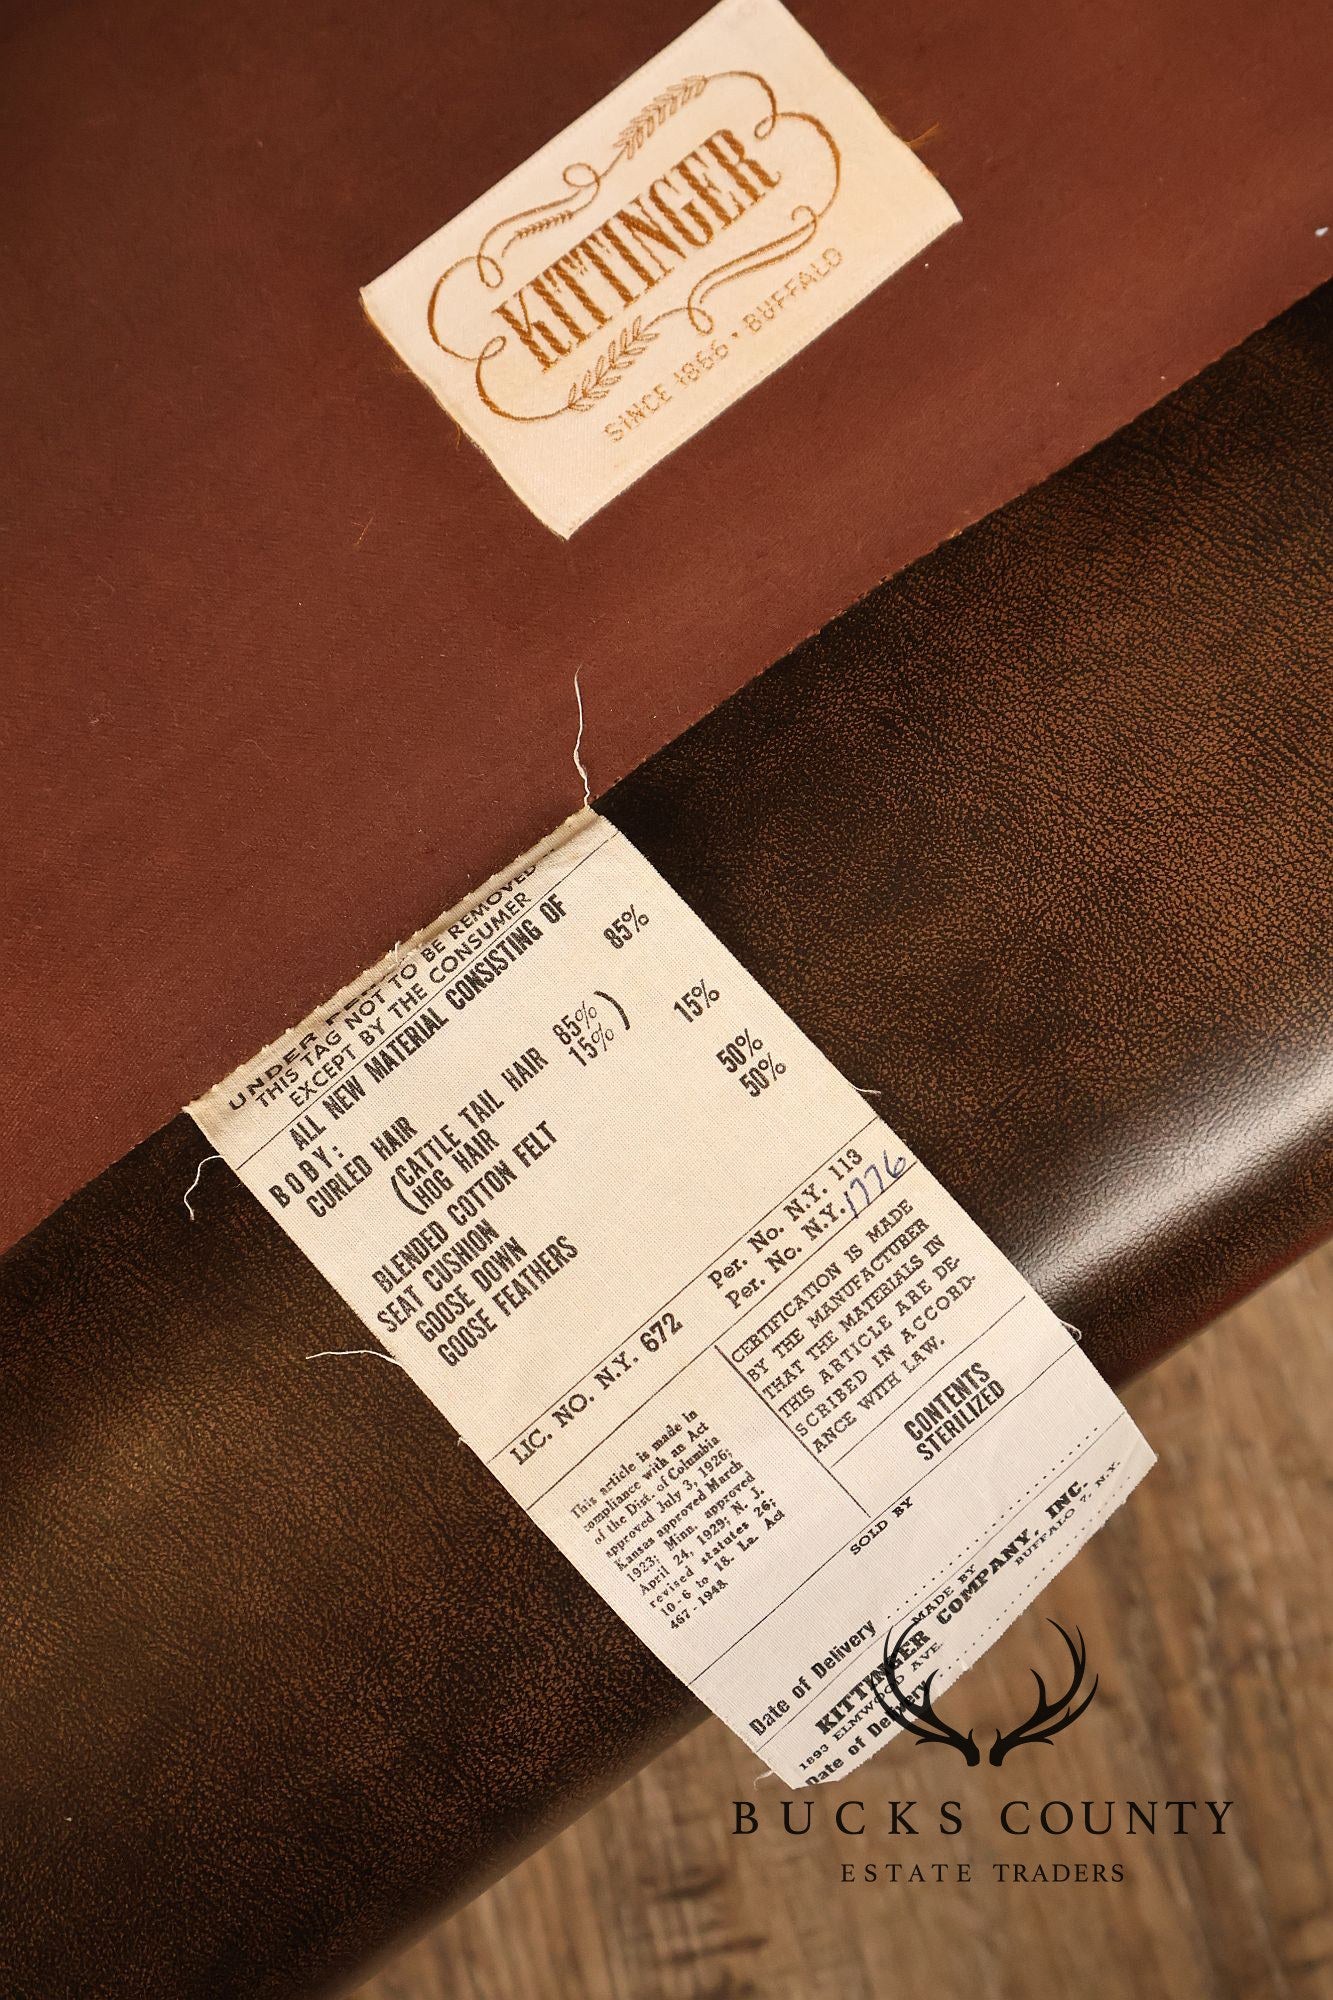 KITTINGER
SINCE 1866 • BUFFALO
UNDER
THIS TAG NOT TO BE REMOVED
EXCEPT BY THE CONSUMER
ALL NEW MATERIAL CONSISTING OF
BODY:
CURLED HAIR 85%
(CATTLE TAIL HAIR 85%)
(HOG HAIR 15%)
BLENDED COTTON FELT 15%
SEAT CUSHION
GOOSE DOWN 50%
GOOSE FEATHERS 50%
LIC. NO. N.Y. 672
Per. No. N.Y. 113
Per. No. N.Y. 1776
This article is made in
compliance with an Act
of the Dist. of Columbia
approved July 3, 1926;
Kansas approved March
1923; Minn. approved
April 24, 1929; N. J.
revised statutes 26;
10-6 to 18. La. Act
467-1948
CERTIFICATION IS MADE
BY THE MANUFACTURER
THAT THE MATERIALS IN
THIS ARTICLE ARE DE-
SCRIBED IN ACCORD-
ANCE WITH LAW.
CONTENTS
STERILIZED
SOLD BY
Date of Delivery
MADE BY
KITTINGER COMPANY, INC.
1893 ELMWOOD AVE. BUFFALO 7, N.Y.
Date of Delivery
BUCKS COUNTY
ESTATE TRADERS